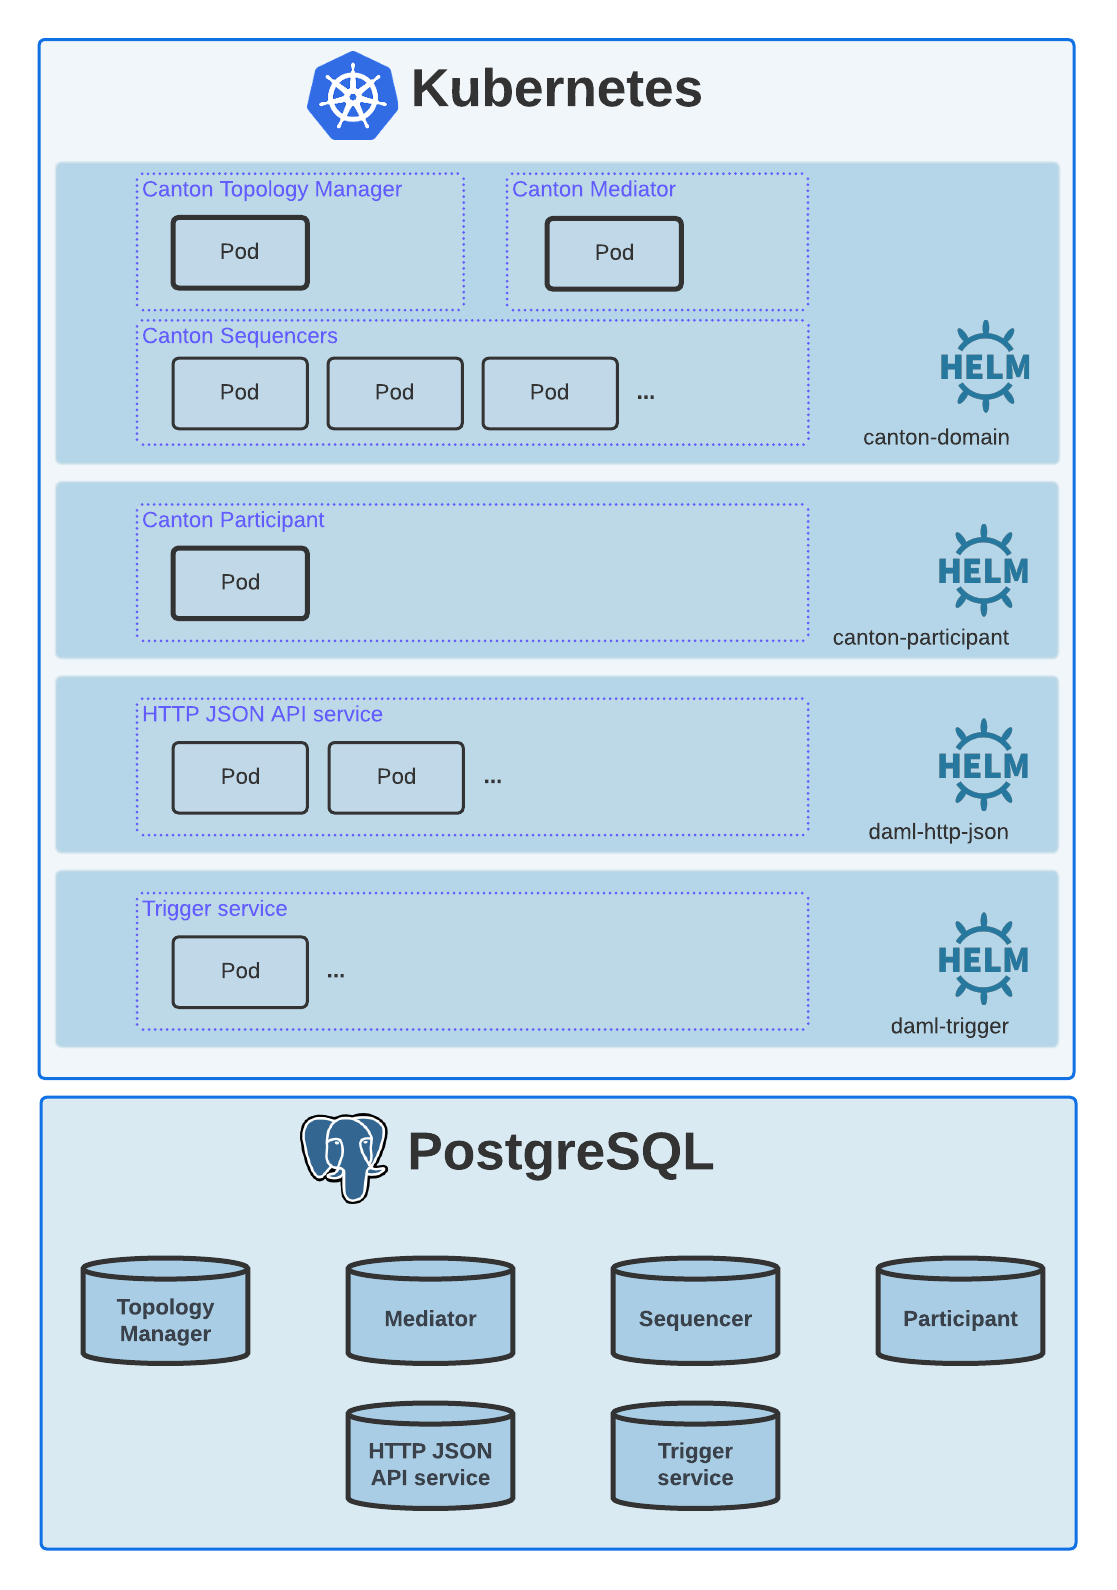 Kubernetes
Canton Topology Manager
Pod
Canton Mediator
Pod
Canton Sequencers
Pod
Pod
Pod
...
HELM
canton-domain
Canton Participant
Pod
HELM
canton-participant
HTTP JSON API service
Pod
Pod
...
HELM
daml-http-json
Trigger service
Pod
...
HELM
daml-trigger
PostgreSQL
Topology
Manager
Mediator
Sequencer
Participant
HTTP JSON
API service
Trigger
service